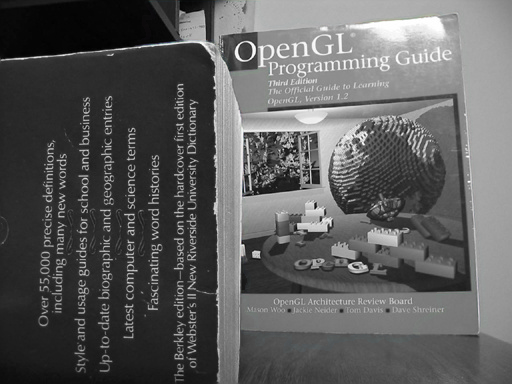 Over 55,000 precise definitions,
including many new words
Style and usage guides for school and business
Up-to-date biographic and geographic entries
Latest computer and science terms
Fascinating word histories
The Berkley edition—based on the hardcover first edition
of Webster's II New Riverside University Dictionary
OpenGL
Programming Guide
Third Edition
The Official Guide to Learning
OpenGL, Version 1.2
OPENGL
OpenGL Architecture Review Board
Mason Woo • Jackie Neider • Tom Davis • Dave Shreiner